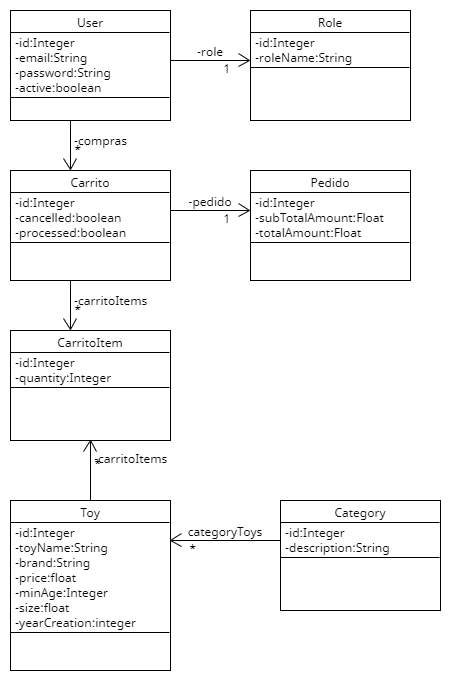 User
-id:Integer
-email:String
-password:String
-active:boolean
-role
1
Role
-id:Integer
-roleName:String
-compras
*
Carrito
-id:Integer
-cancelled:boolean
-processed:boolean
-pedido
1
Pedido
-id:Integer
-subTotalAmount:Float
-totalAmount:Float
-carritoItems
*
CarritoItem
-id:Integer
-quantity:Integer
-carritoItems
*
Toy
-id:Integer
-toyName:String
-brand:String
-price:float
-minAge:Integer
-size:float
-yearCreation:integer
categoryToys
*
Category
-id:Integer
-description:String